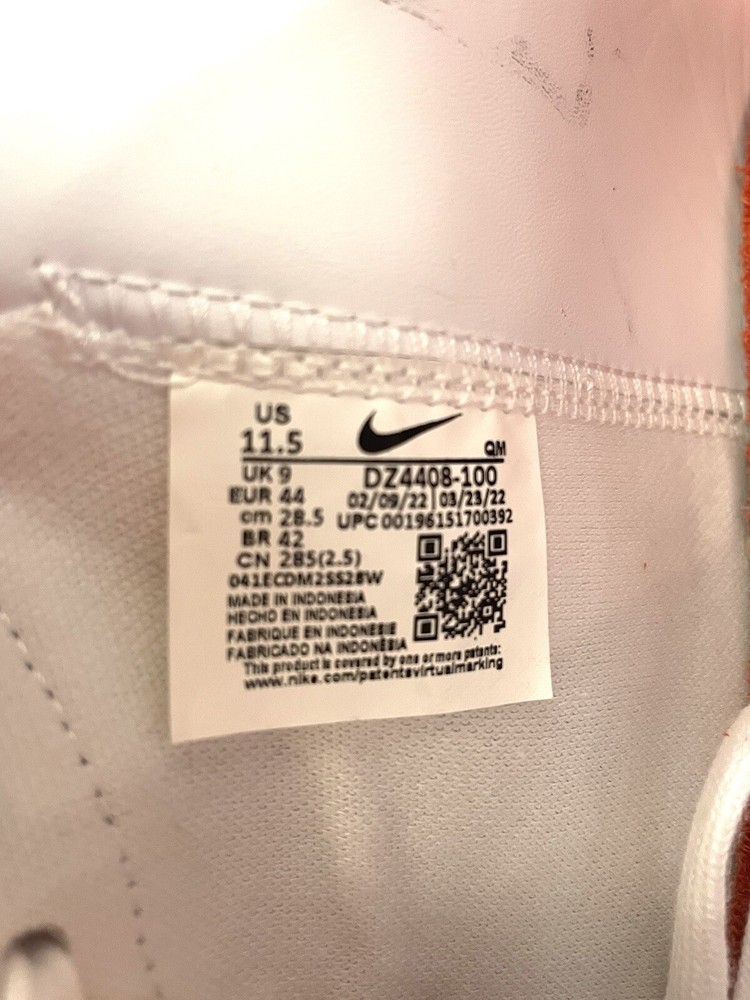 US
11.5
QM
UK 9
DZ4408-100
EUR 44
02/09/22 03/23/22
cm 28.5
UPC 00196151700392
BR 42
CN 285(2.5)
041ECDM2SS28W
MADE IN INDONESIA
HECHO EN INDONESIA
FABRIQUE EN INDONESIE
FABRICADO NA INDONÉSIA
This product is covered by one or more patents:
www.nike.com/patentsvirtualmarking